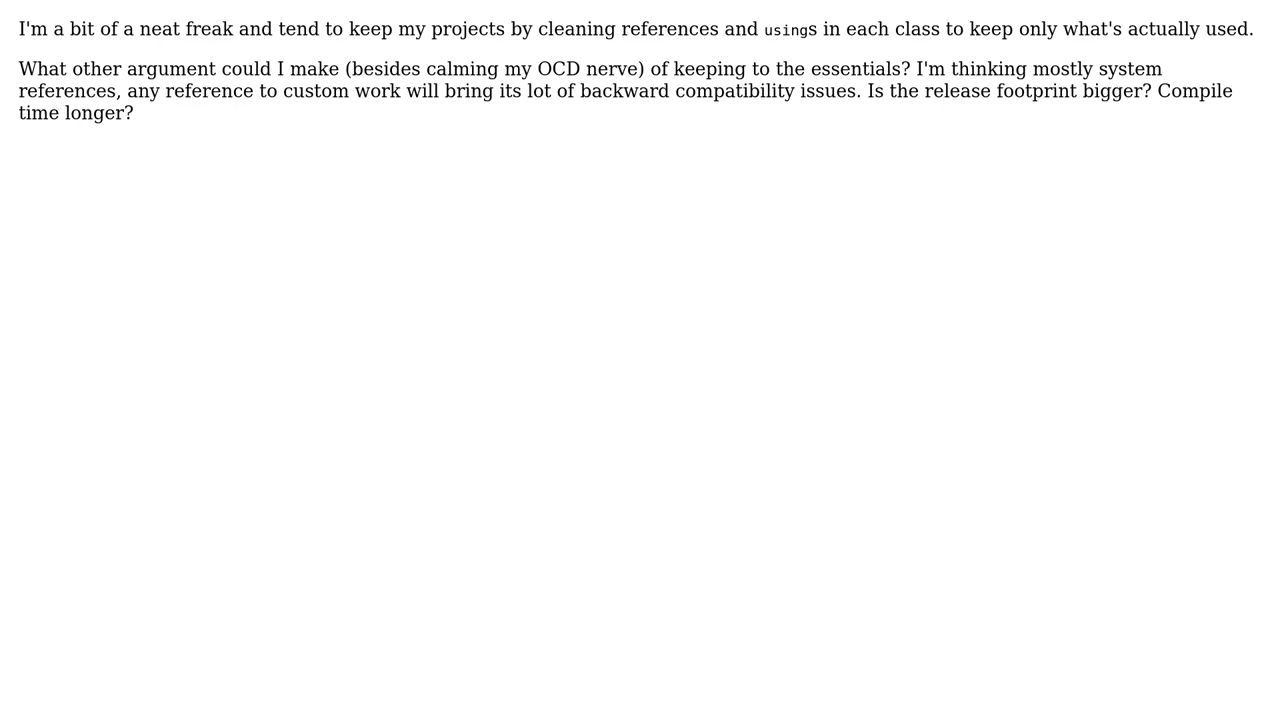 I'm a bit of a neat freak and tend to keep my projects by cleaning references and usings in each class to keep only what's actually used.
What other argument could I make (besides calming my OCD nerve) of keeping to the essentials? I'm thinking mostly system
references, any reference to custom work will bring its lot of backward compatibility issues. Is the release footprint bigger? Compile
time longer?